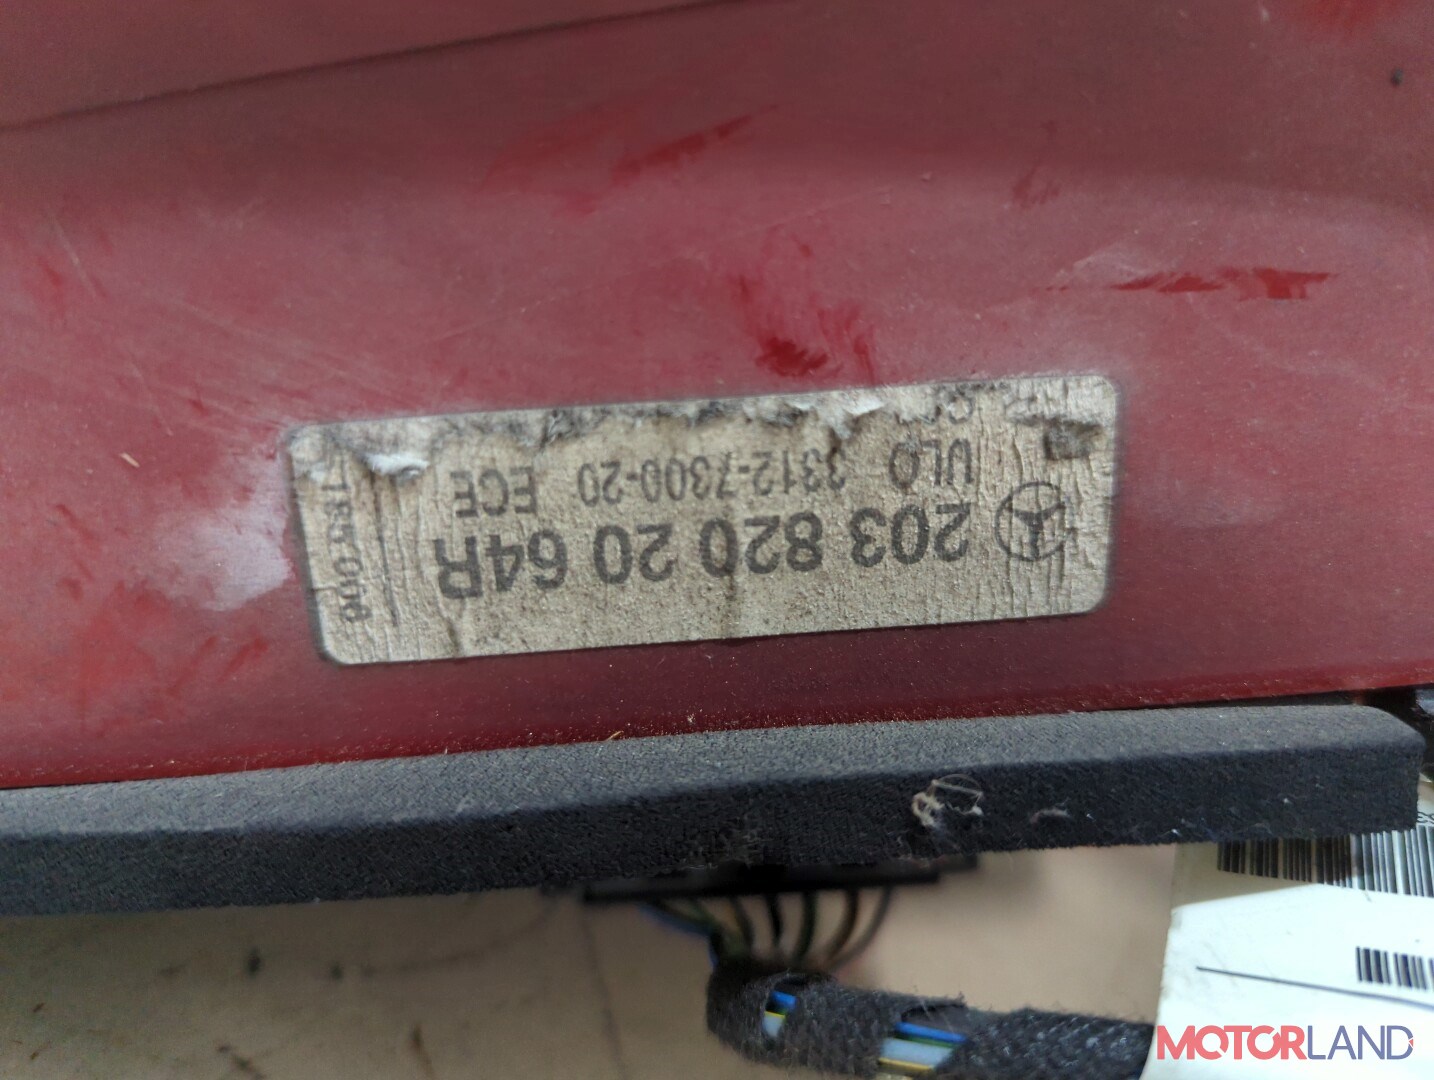 203 820 20 64R
ULO 3312-7300-20 ECE
MOTORLAND